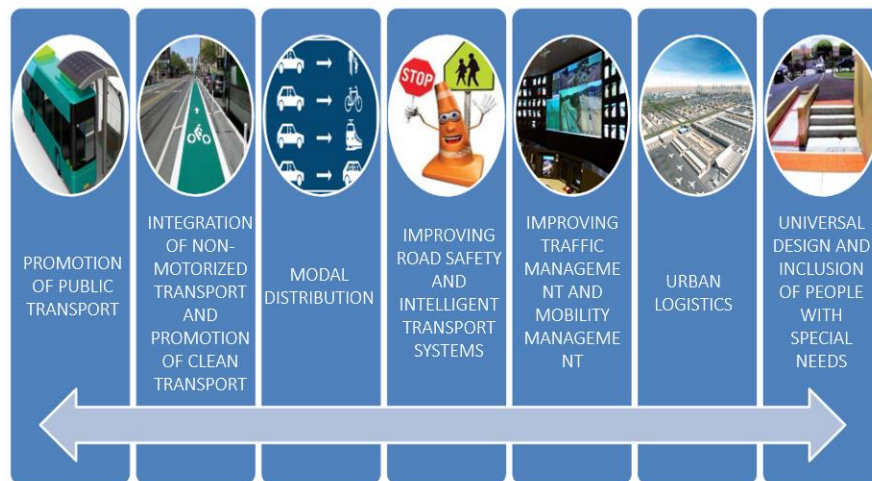 STOP
PROMOTION
OF PUBLIC
TRANSPORT
INTEGRATION
OF NON-
MOTORIZED
TRANSPORT
AND
PROMOTION
OF CLEAN
TRANSPORT
MODAL
DISTRIBUTION
IMPROVING
ROAD SAFETY
AND
INTELLIGENT
TRANSPORT
SYSTEMS
IMPROVING
TRAFFIC
MANAGEME
NT AND
MOBILITY
MANAGEME
NT
URBAN
LOGISTICS
UNIVERSAL
DESIGN AND
INCLUSION
OF PEOPLE
WITH
SPECIAL
NEEDS